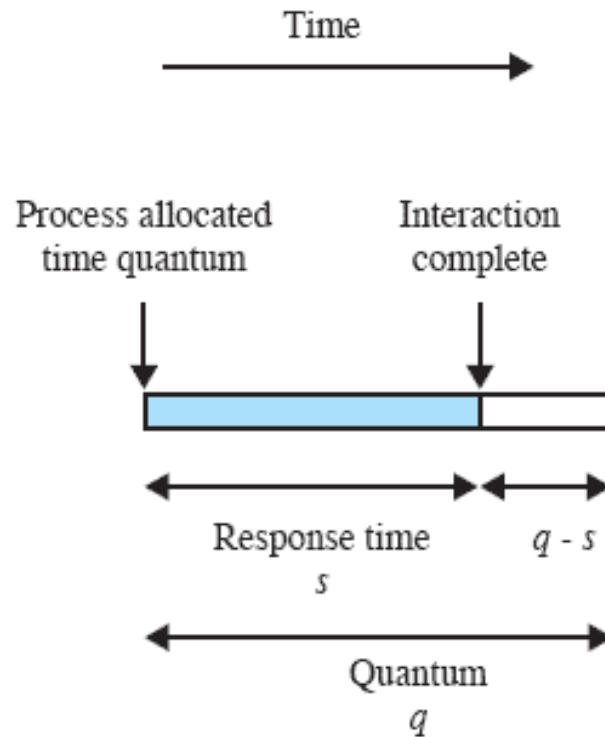 Time
Process allocated
time quantum
Interaction
complete
Response time
s
q - s
Quantum
q